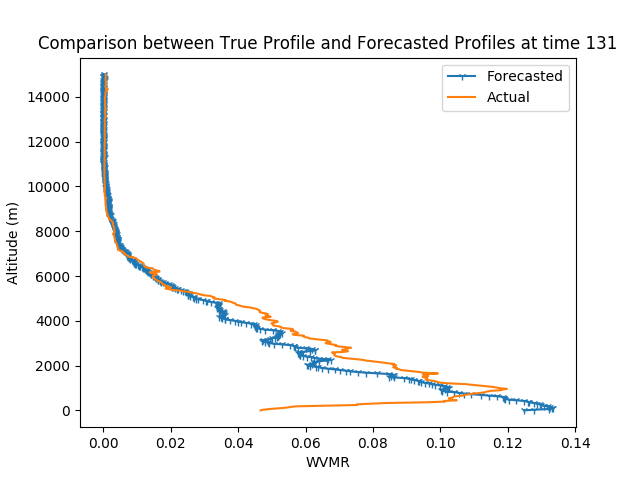 Comparison between True Profile and Forecasted Profiles at time 131
Forecasted
Actual
Altitude (m)
14000
12000
10000
8000
6000
4000
2000
0
0.00 0.02 0.04 0.06 0.08 0.10 0.12 0.14
WVMR